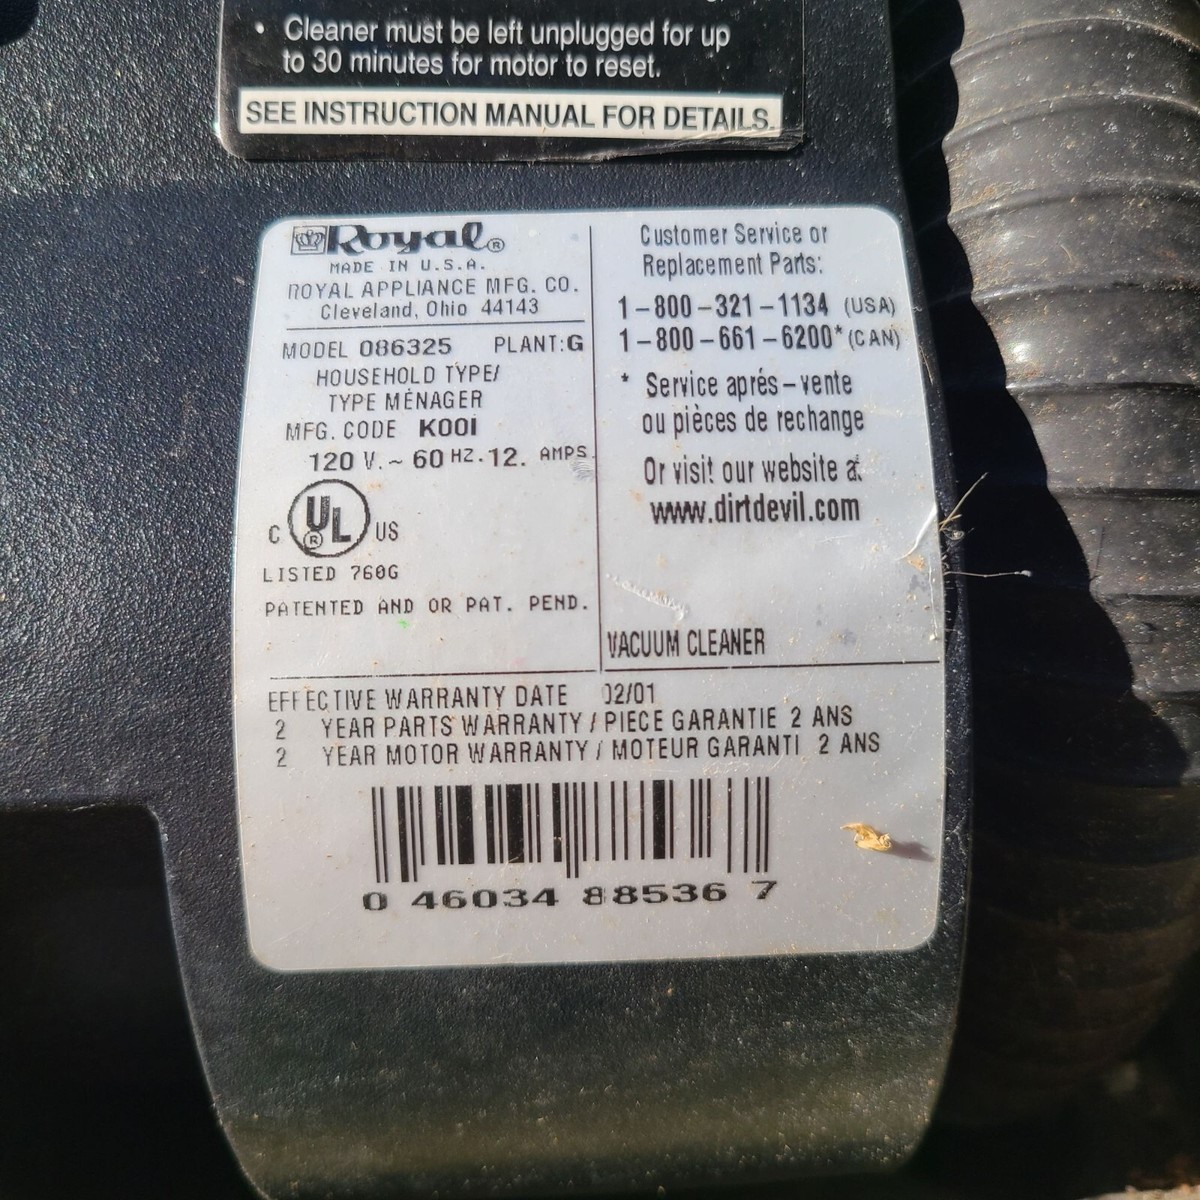 • Cleaner must be left unplugged for up
to 30 minutes for motor to reset.
SEE INSTRUCTION MANUAL FOR DETAILS.
Royal®
MADE IN U.S.A.
ROYAL APPLIANCE MFG. CO.
Cleveland, Ohio 44143
MODEL 086325 PLANT:G
HOUSEHOLD TYPE/
TYPE MÉNAGER
MFG. CODE K001
120 V.~ 60 HZ. 12. AMPS.
C UL® US
LISTED 760G
PATENTED AND OR PAT. PEND.
Customer Service or
Replacement Parts:
1-800-321-1134 (USA)
1-800-661-6200* (CAN)
* Service aprés-vente
ou pièces de rechange
Or visit our website at
www.dirtdevil.com
VACUUM CLEANER
EFFECTIVE WARRANTY DATE 02/01
2 YEAR PARTS WARRANTY / PIECE GARANTIE 2 ANS
2 YEAR MOTOR WARRANTY / MOTEUR GARANTI 2 ANS
0 46034 88536 7